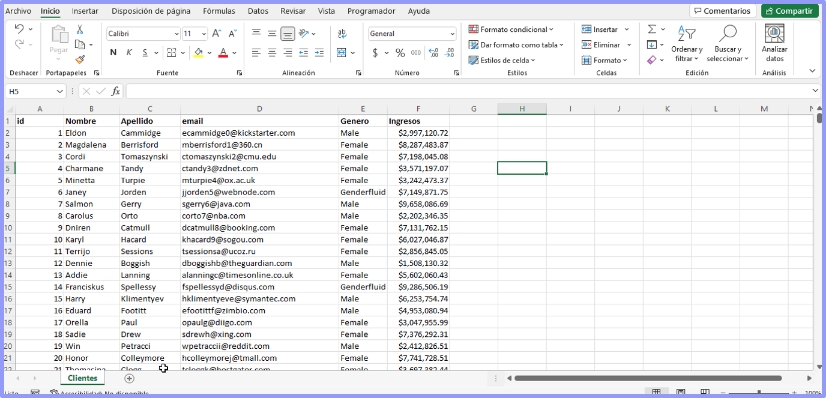 Archivo Inicio Insertar Disposición de página Fórmulas Datos Revisar Vista Programador Ayuda Comentarios Compartir
Pegar
Calibri 11 A A
N K S A
General
$ % 000
Formato condicional
Dar formato como tabla
Estilos de celda
Insertar
Eliminar
Formato
Ordenar y filtrar
Buscar y seleccionar
Analizar datos
Deshacer Portapapeles Fuente Alineación Número Estilos Celdas Edición Análisis
H5 fx
A B C D E F G H I J K L M
1 id Nombre Apellido email Genero Ingresos
2 1 Eldon Cammidge ecammidge0@kickstarter.com Male $2,997,120.72
3 2 Magdalena Berrisford mberrisford1@360.cn Female $8,287,483.87
4 3 Cordi Tomaszynski ctomaszynski2@cmu.edu Female $7,198,045.08
5 4 Charmane Tandy ctandy3@zdnet.com Female $3,571,197.07
6 5 Minetta Turpie mturpie4@ox.ac.uk Female $3,242,473.37
7 6 Janey Jorden jjorden5@webnode.com Genderfluid $7,149,871.75
8 7 Salmon Gerry sgerry6@java.com Male $9,658,086.69
9 8 Carolus Orto corto7@nba.com Male $2,202,346.35
10 9 Dniren Catmull dcatmull8@booking.com Female $7,131,762.15
11 10 Karyl Hacard khacard9@sogou.com Female $6,027,046.87
12 11 Terrijo Sessions tsessionsa@ucoz.ru Female $2,856,845.05
13 12 Dennie Boggish dboggishb@theguardian.com Male $1,508,130.32
14 13 Addie Lanning alanningc@timesonline.co.uk Female $5,602,060.43
15 14 Franciskus Spellessy fspellessyd@disqus.com Genderfluid $9,286,506.19
16 15 Harry Klimentyev hklimentyeve@symantec.com Male $6,253,754.74
17 16 Eduard Footitt efootittf@zimbio.com Male $4,953,080.94
18 17 Orella Paul opaulg@diigo.com Female $3,047,955.99
19 18 Sadie Drew sdrewh@xing.com Female $7,376,292.31
20 19 Win Petracci wpetraccii@reddit.com Male $2,412,826.51
21 20 Honor Colleymore hcolleymorej@tmall.com Female $7,741,728.51
21 Thomasina Clegg Female
Clientes